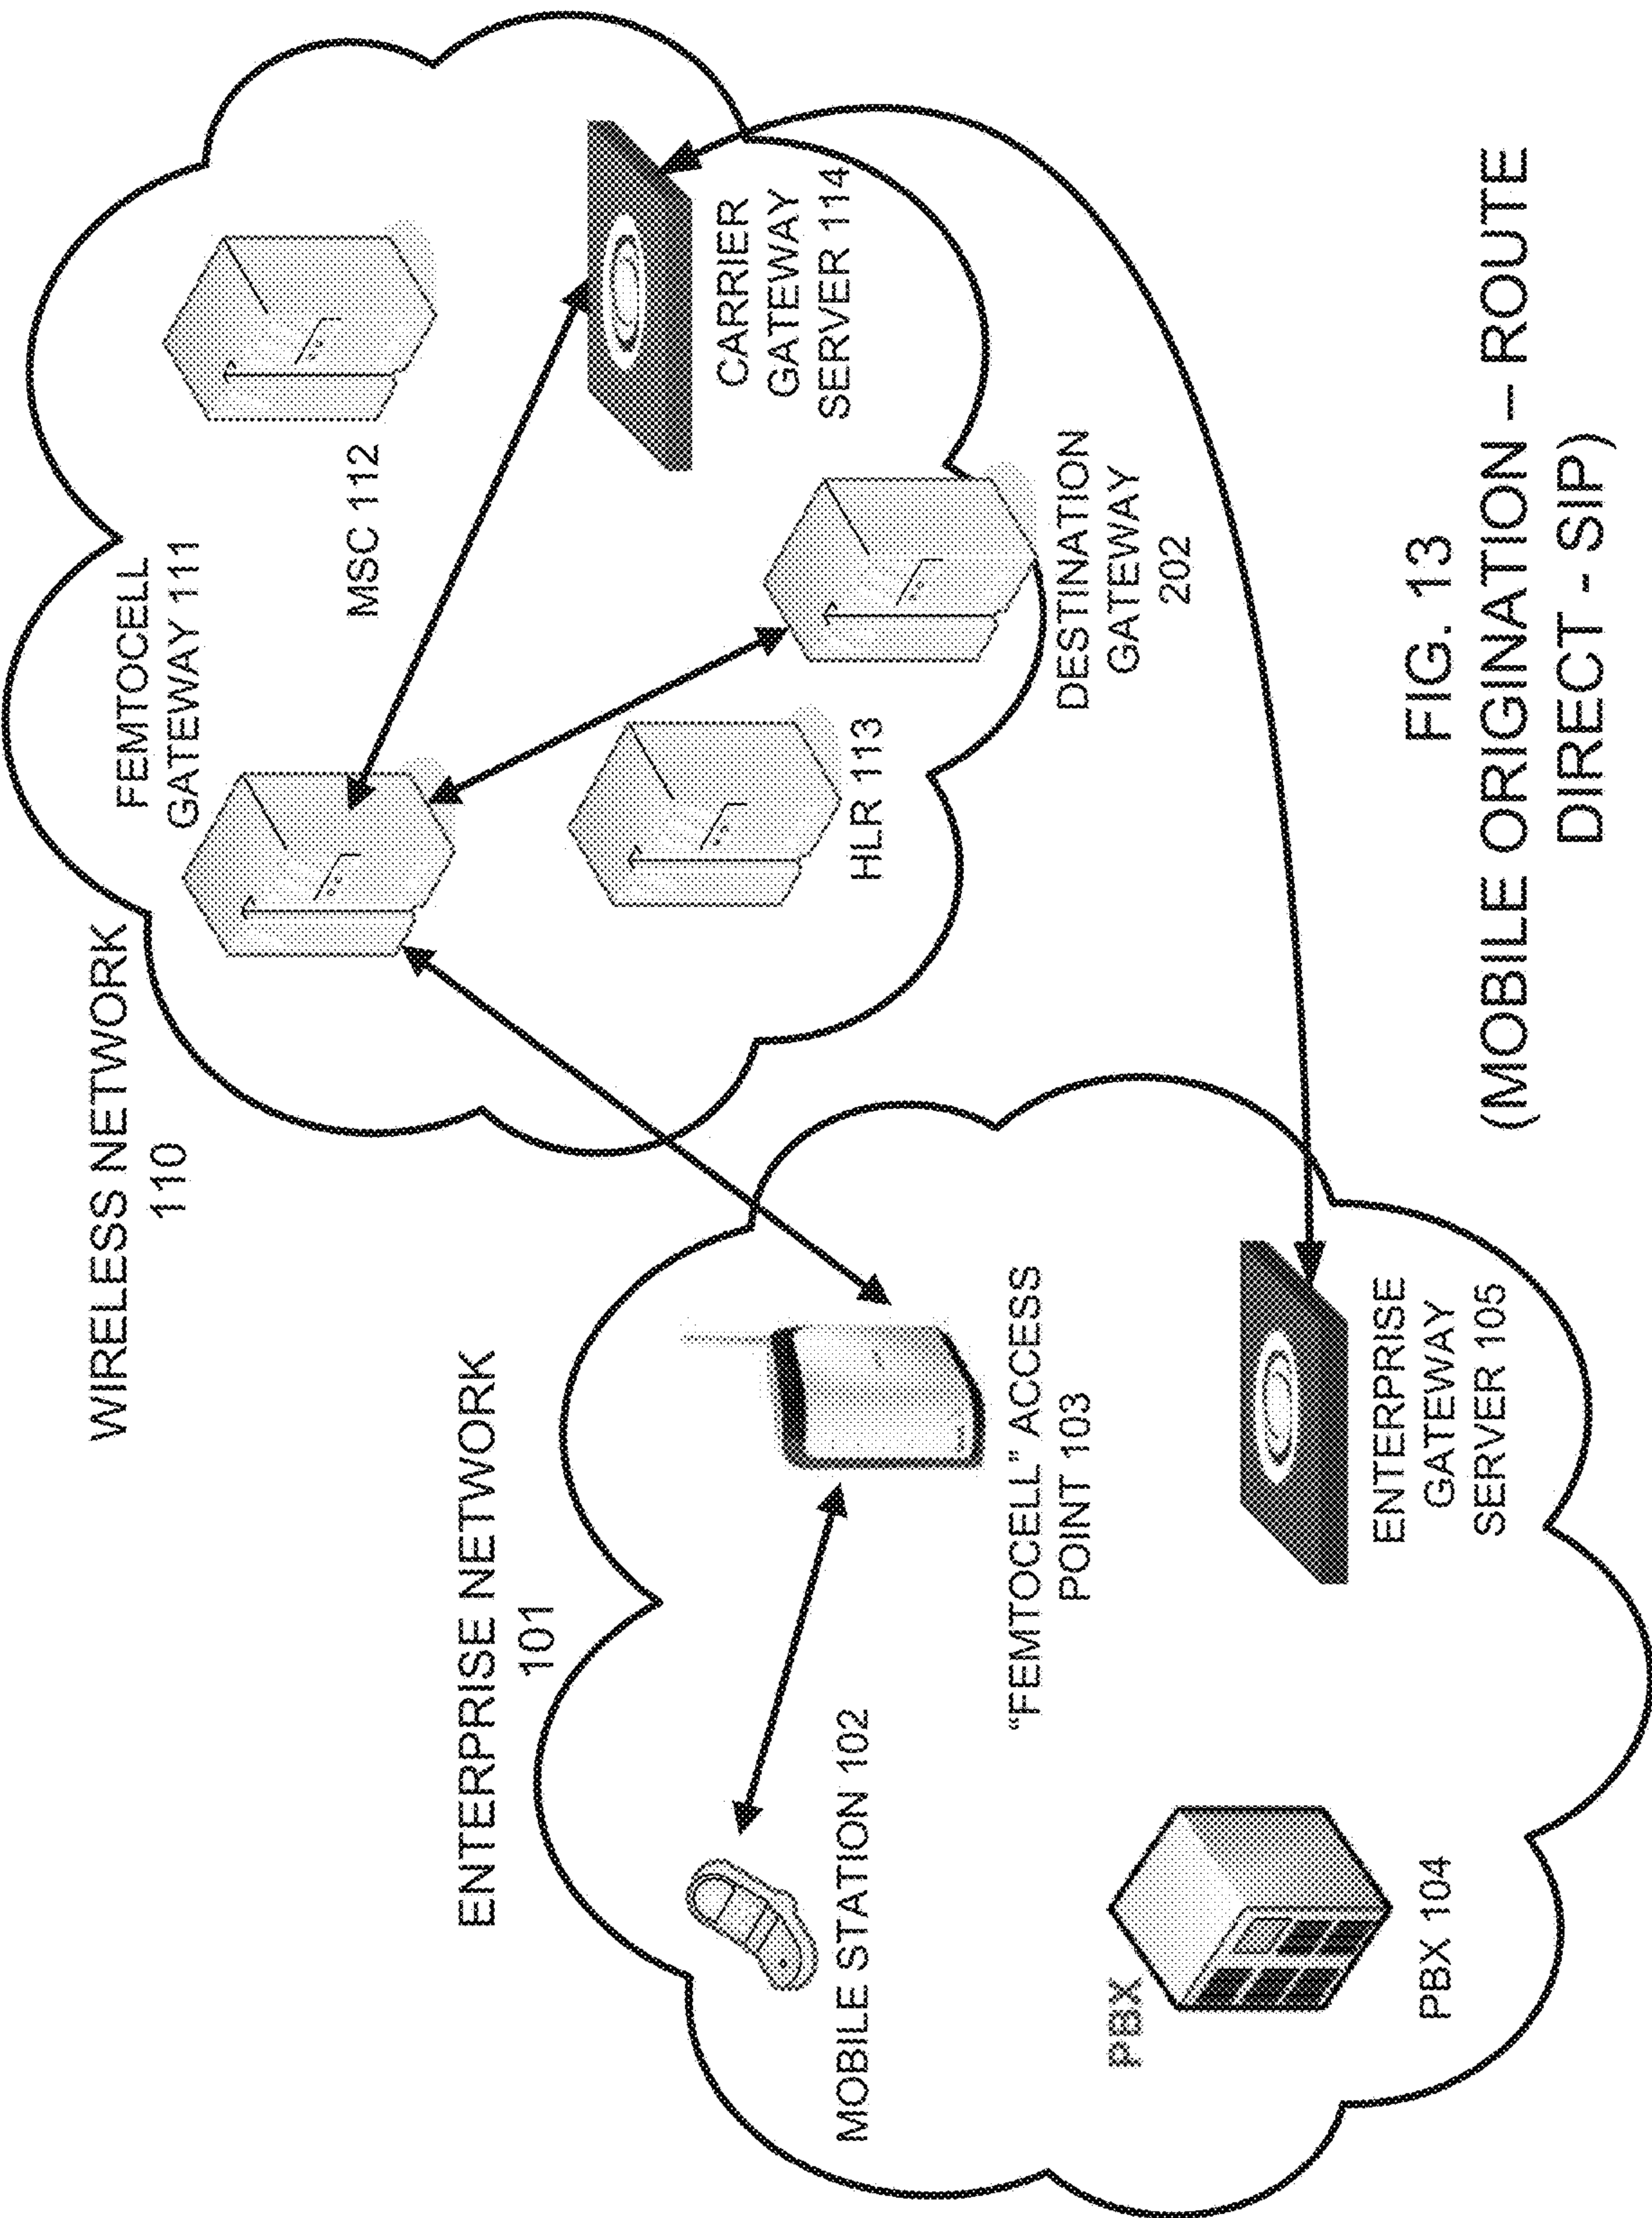 WIRELESS NETWORK
110
FEMTOCELL
GATEWAY 111
MSC 112
CARRIER
GATEWAY
SERVER 114
HLR 113
DESTINATION
GATEWAY
202
ENTERPRISE NETWORK
101
MOBILE STATION 102
"FEMTOCELL" ACCESS
POINT 103
PBX
PBX 104
ENTERPRISE
GATEWAY
SERVER 105
FIG. 13
(MOBILE ORIGINATION – ROUTE
DIRECT - SIP)